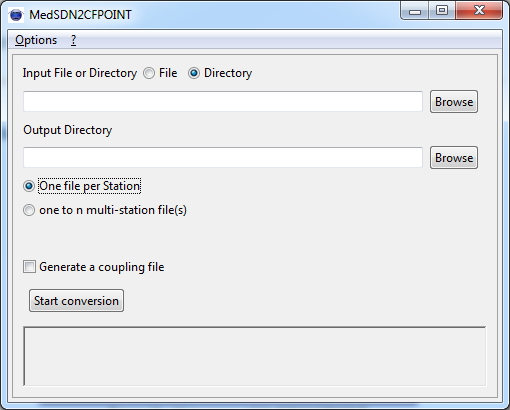 MedSDN2CFPOINT
Options ?
Input File or Directory File Directory
Browse
Output Directory
Browse
One file per Station
one to n multi-station file(s)
Generate a coupling file
Start conversion